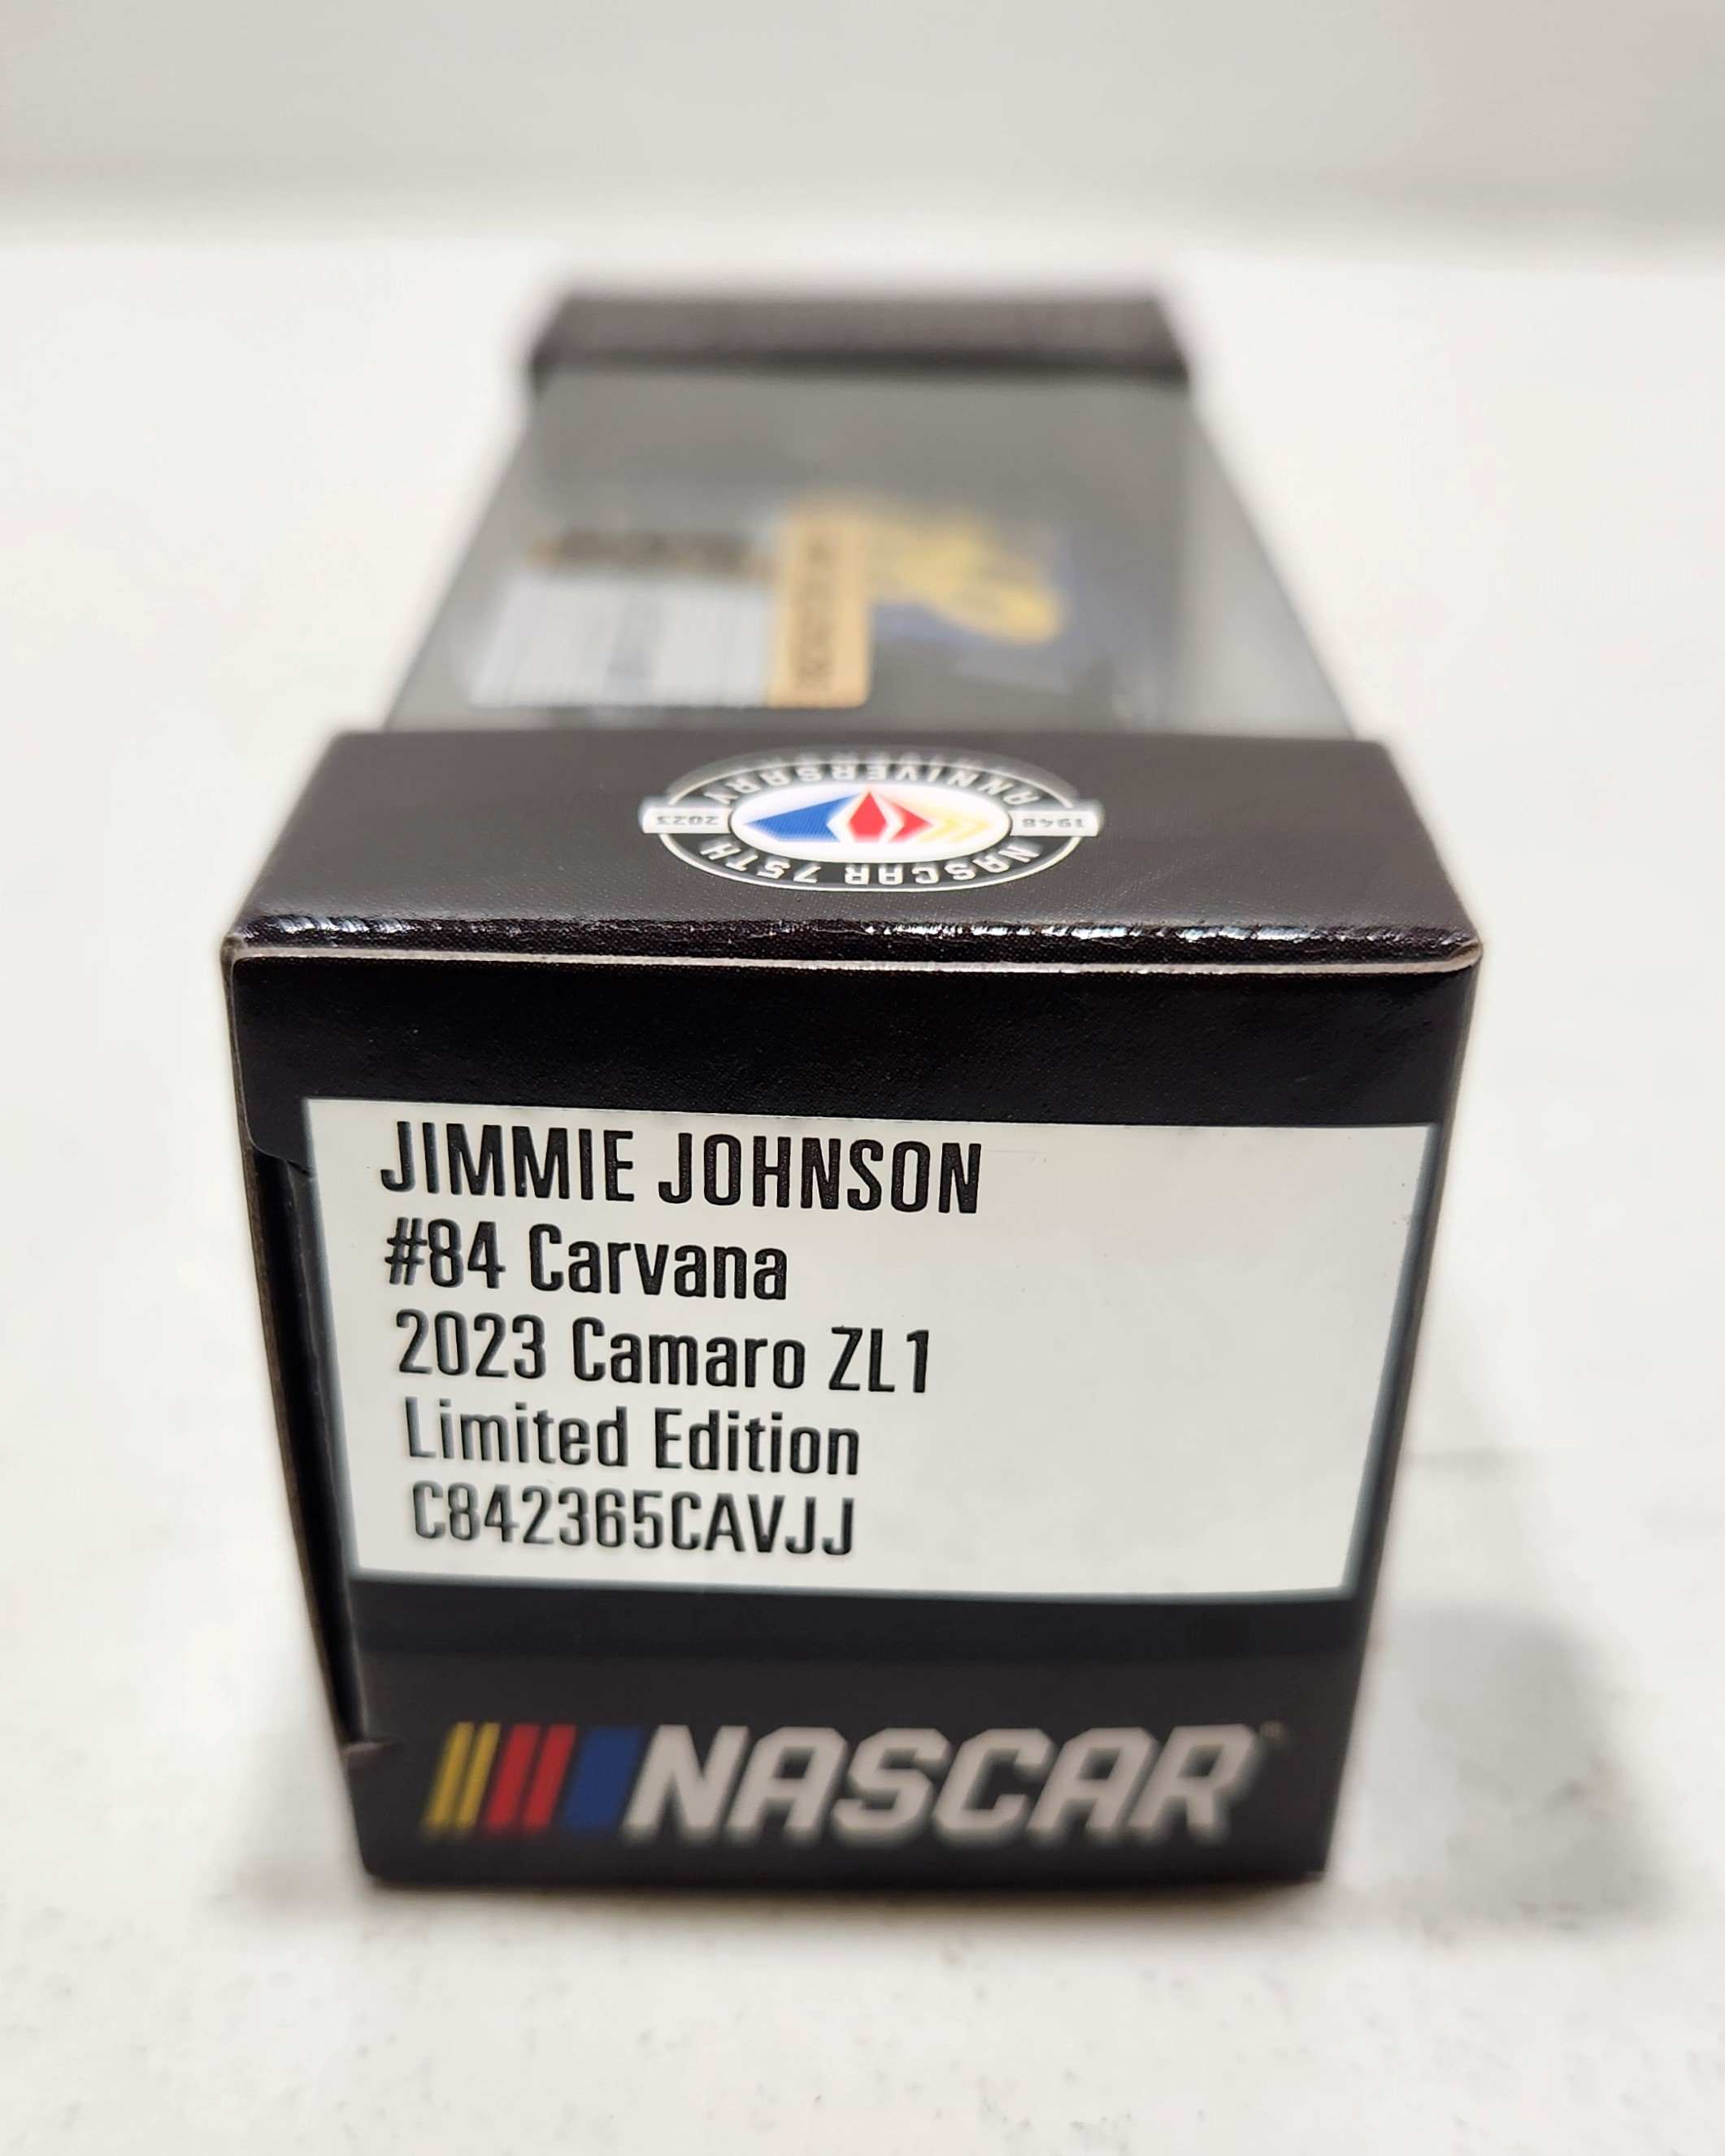 NASCAR 75TH ANNIVERSARY
1948 2023
JIMMIE JOHNSON
#84 Carvana
2023 Camaro ZL1
Limited Edition
C842365CAVJJ
NASCAR